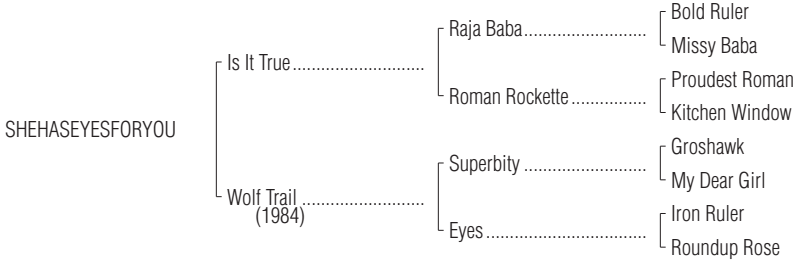 Bold Ruler
Raja Baba
Missy Baba
Is It True
Proudest Roman
Roman Rockette
Kitchen Window
SHEHASEYESFORYOU
Groshawk
Superbity
My Dear Girl
Wolf Trail
(1984)
Iron Ruler
Eyes
Roundup Rose